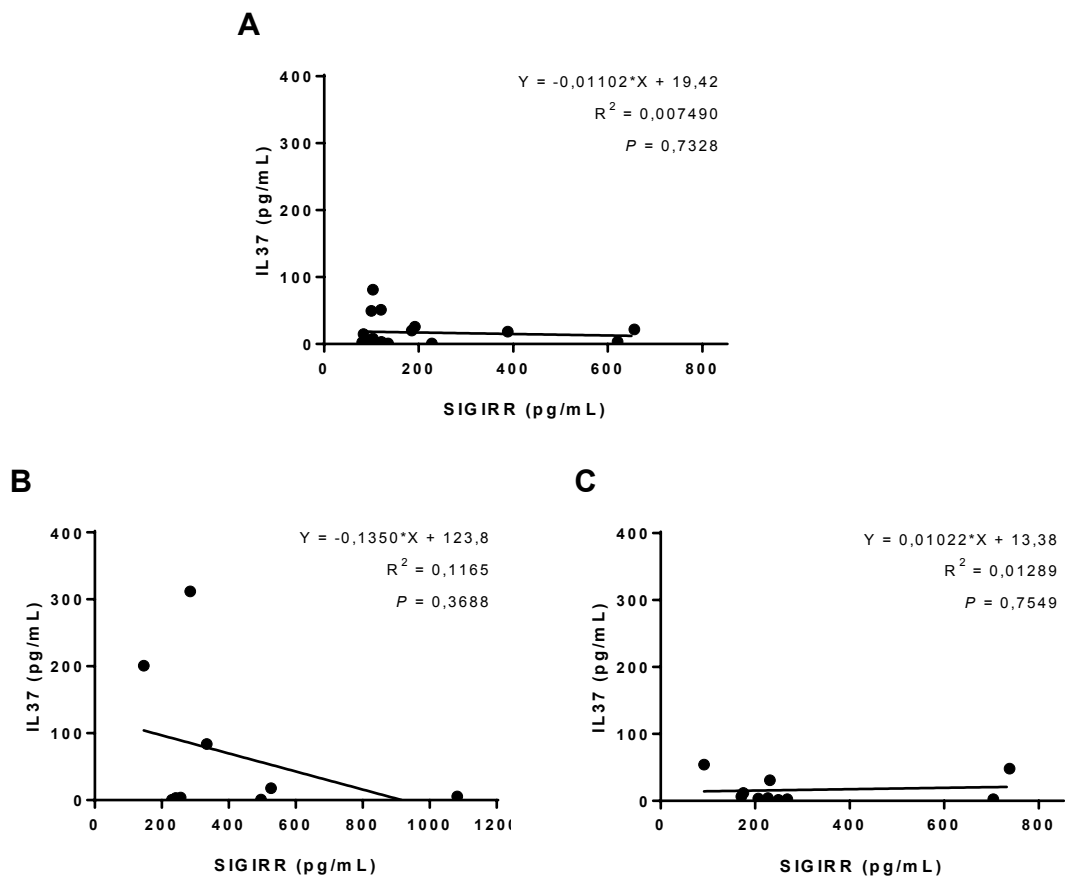 A
Y = -0,01102*X + 19,42
R² = 0,007490
P = 0,7328
400
300
200
100
0
IL37 (pg/mL)
0 200 400 600 800
SIGIRR (pg/mL)
B
Y = -0,1350*X + 123,8
R² = 0,1165
P = 0,3688
400
300
200
100
0
IL37 (pg/mL)
0 200 400 600 800 1000 1200
SIGIRR (pg/mL)
C
Y = 0,01022*X + 13,38
R² = 0,01289
P = 0,7549
400
300
200
100
0
IL37 (pg/mL)
0 200 400 600 800
SIGIRR (pg/mL)